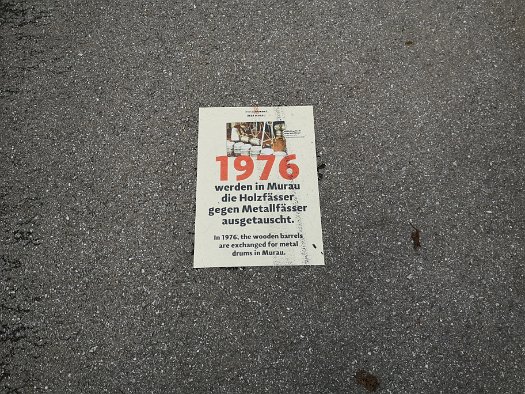 1976
werden in Murau
die Holzfässer
gegen Metallfässer
ausgetauscht.
In 1976, the wooden barrels
are exchanged for metal
drums in Murau.